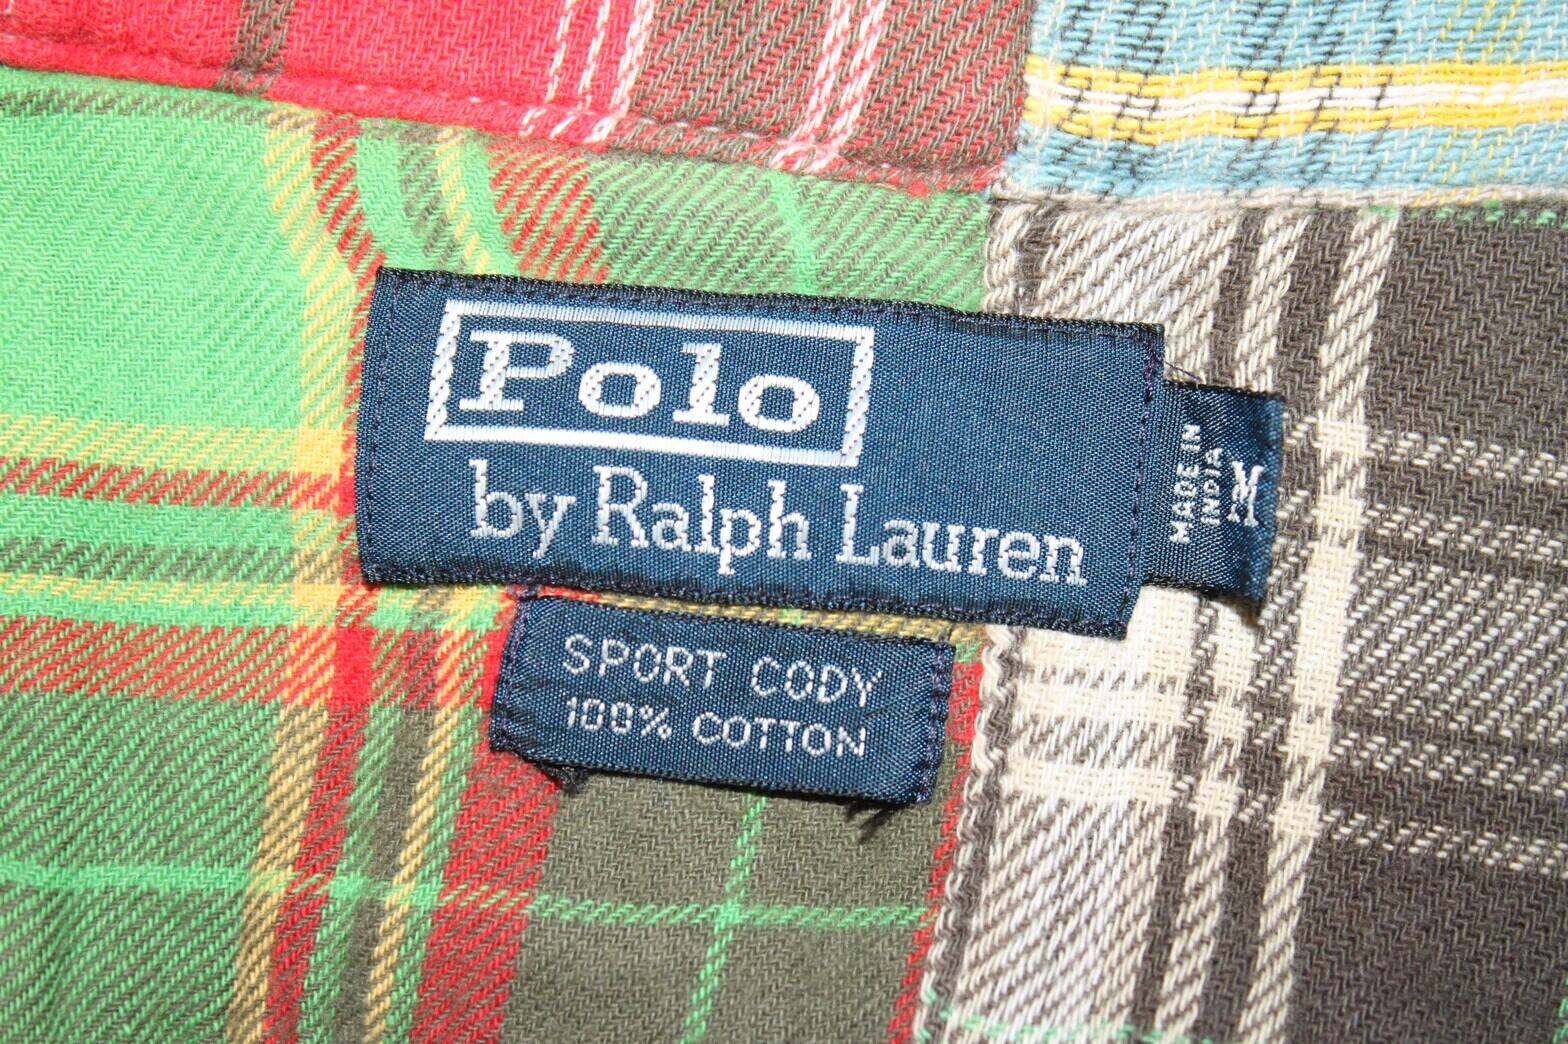 Polo
by Ralph Lauren
MADE IN
INDIA
M
SPORT CODY
100% COTTON